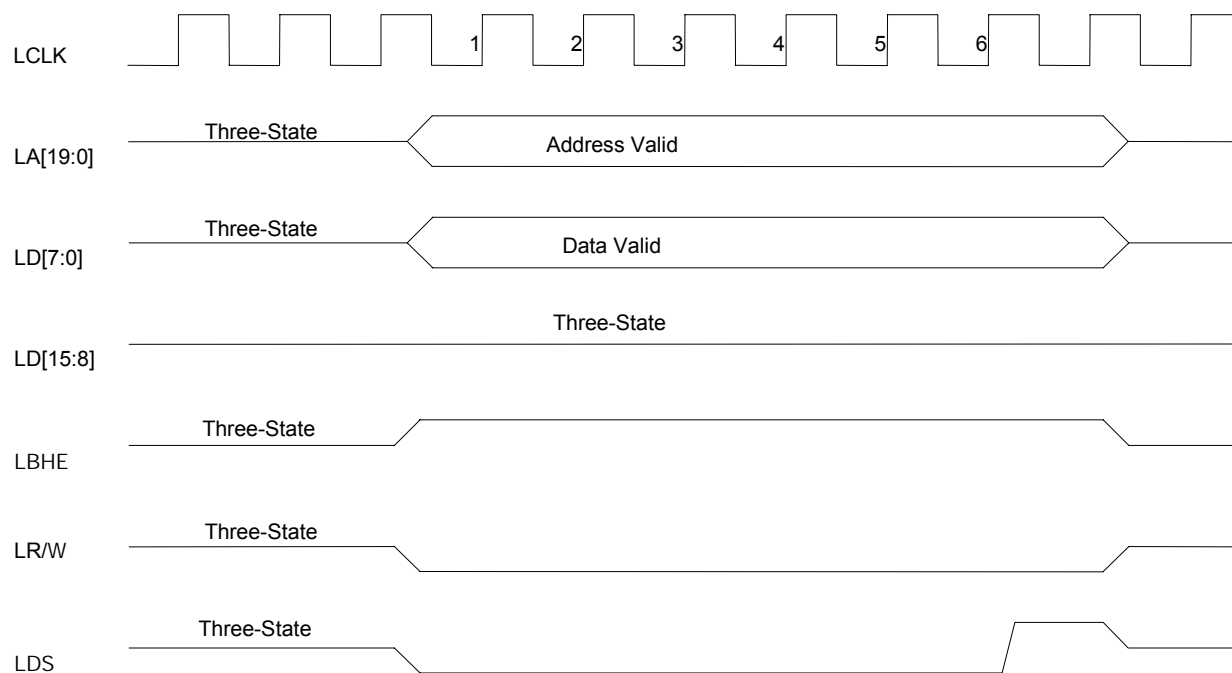 LCLK
1 2 3 4 5 6
LA[19:0]
Three-State
Address Valid
LD[7:0]
Three-State
Data Valid
LD[15:8]
Three-State
LBHE
Three-State
LR/W
Three-State
LDS
Three-State